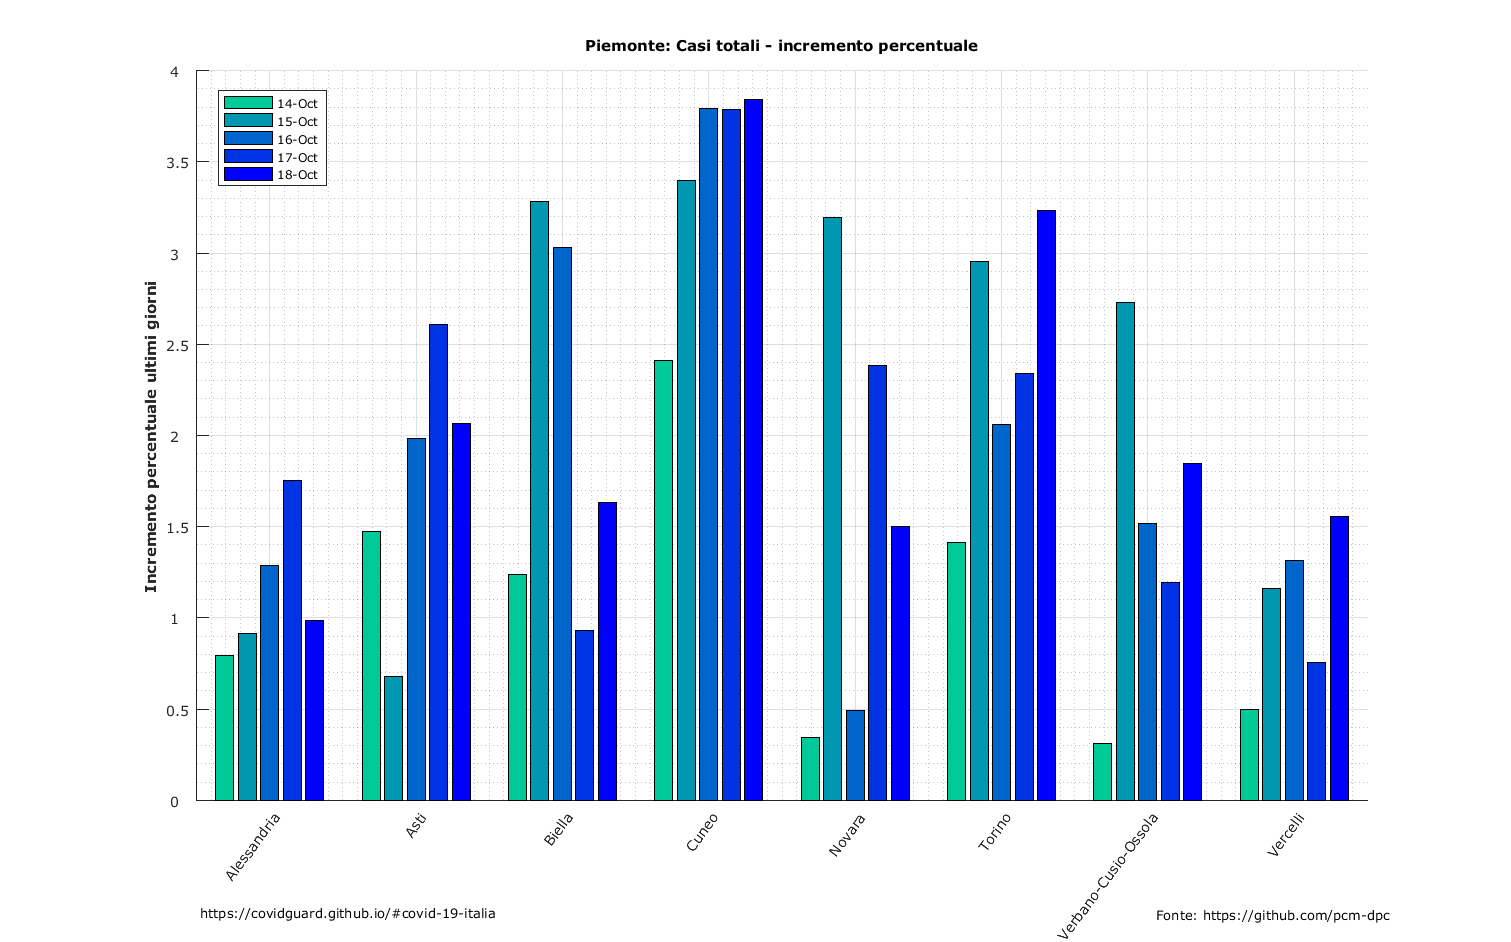 Piemonte: Casi totali - incremento percentuale
4
3.5
3
2.5
2
1.5
1
0.5
0
Incremento percentuale ultimi giorni
14-Oct
15-Oct
16-Oct
17-Oct
18-Oct
Alessandria
Asti
Biella
Cuneo
Novara
Torino
Verbano-Cusio-Ossola
Vercelli
https://covidguard.github.io/#covid-19-italia
Fonte: https://github.com/pcm-dpc